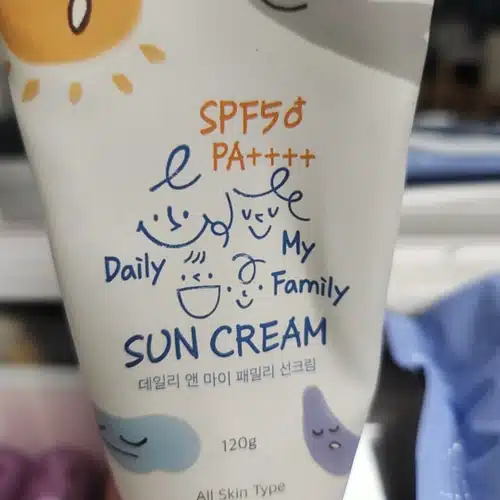 SPF50+
PA++++
Daily
My
Family
SUN CREAM
데일리 앤 마이 패밀리 선크림
120g
All Skin Type